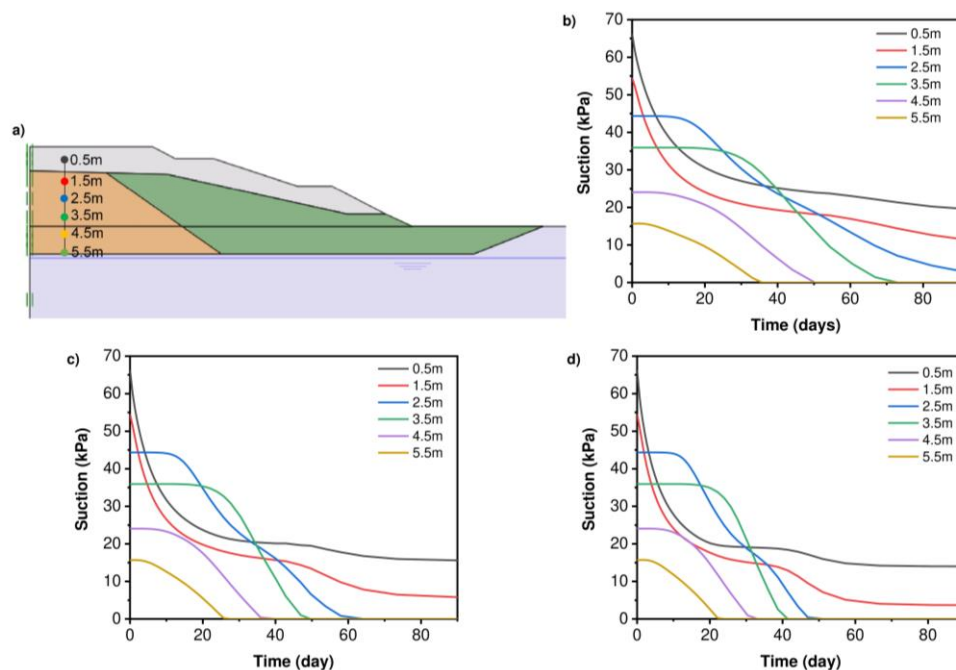 a)
0.5m
1.5m
2.5m
3.5m
4.5m
5.5m
b)
Suction (kPa)
70
60
50
40
30
20
10
0
0 20 40 60 80
Time (days)
0.5m
1.5m
2.5m
3.5m
4.5m
5.5m
c)
Suction (kPa)
70
60
50
40
30
20
10
0
0 20 40 60 80
Time (day)
0.5m
1.5m
2.5m
3.5m
4.5m
5.5m
d)
Suction (kPa)
70
60
50
40
30
20
10
0
0 20 40 60 80
Time (day)
0.5m
1.5m
2.5m
3.5m
4.5m
5.5m